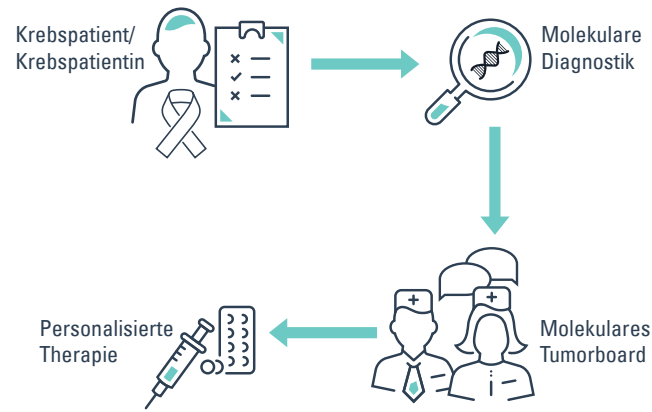 Krebspatient/
Krebspatientin
Molekulare
Diagnostik
Personalisierte
Therapie
Molekulares
Tumorboard